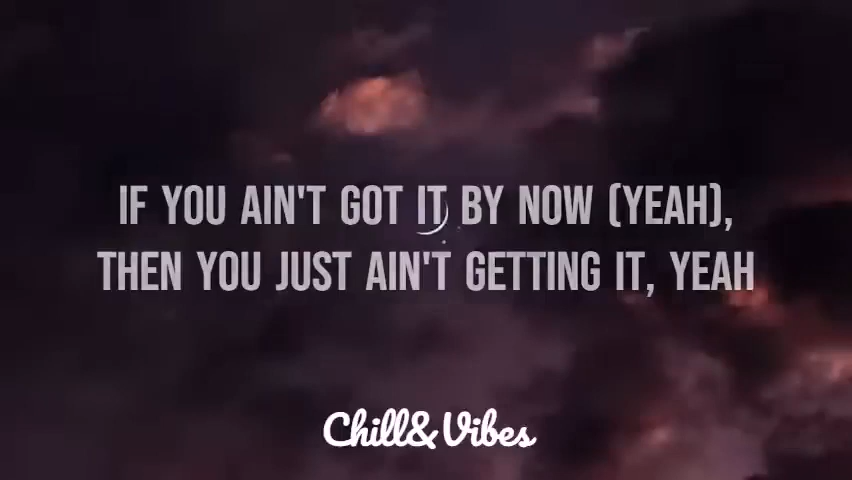 IF YOU AIN'T GOT IT BY NOW (YEAH),
THEN YOU JUST AIN'T GETTING IT, YEAH
Chill&Vibes